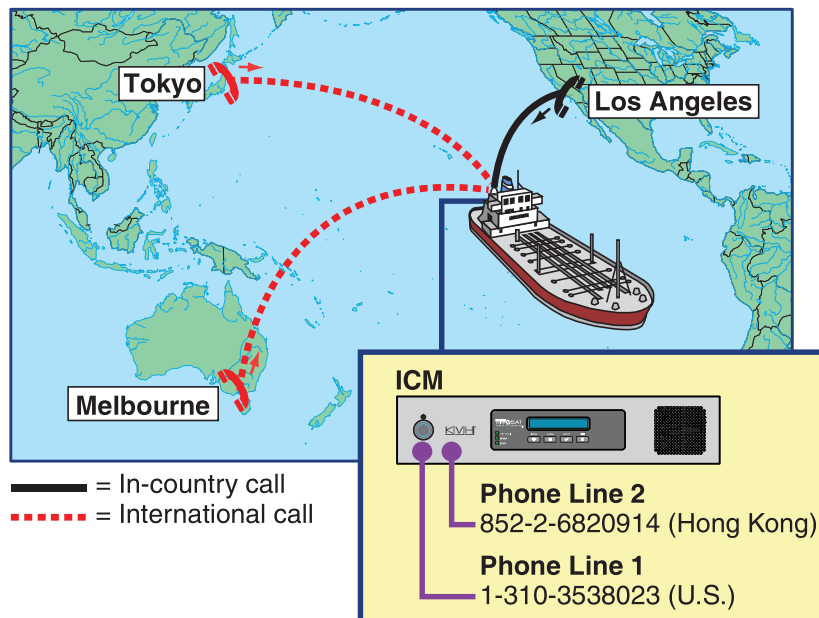 Tokyo
Los Angeles
Melbourne
ICM
KVH
Phone Line 2
852-2-6820914 (Hong Kong)
Phone Line 1
1-310-3538023 (U.S.)
= In-country call
= International call